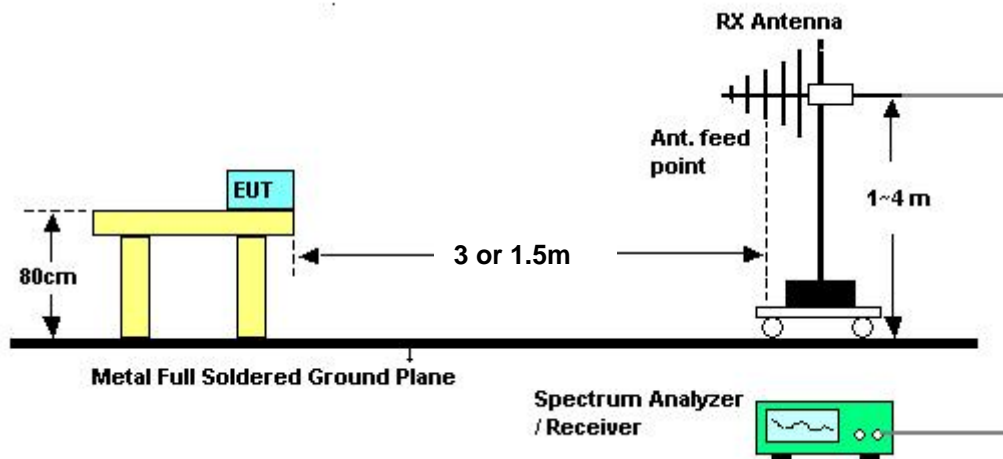 RX Antenna
Ant. feed
point
EUT
1~4 m
3 or 1.5m
80cm
Metal Full Soldered Ground Plane
Spectrum Analyzer
/ Receiver